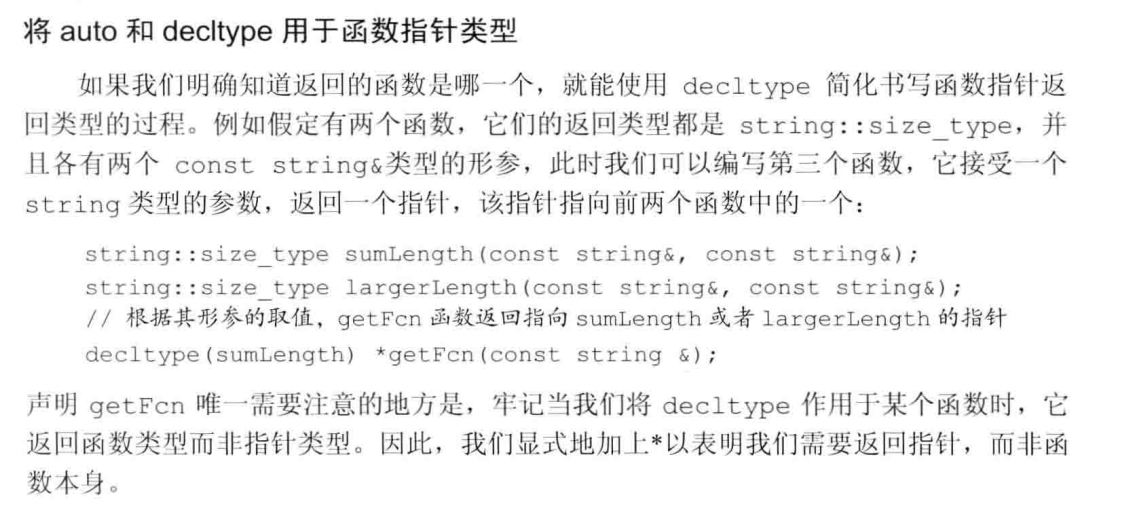 将 auto 和 decltype 用于函数指针类型
如果我们明确知道返回的函数是哪一个，就能使用 decltype 简化书写函数指针返
回类型的过程。例如假定有两个函数，它们的返回类型都是 string::size_type，并
且各有两个 const string&类型的形参，此时我们可以编写第三个函数，它接受一个
string 类型的参数，返回一个指针，该指针指向前两个函数中的一个：
string::size_type sumLength(const string&, const string&);
string::size_type largerLength(const string&, const string&);
// 根据其形参的取值，getFcn 函数返回指向 sumLength 或者 largerLength 的指针
decltype(sumLength) *getFcn(const string &);
声明 getFcn 唯一需要注意的地方是，牢记当我们将 decltype 作用于某个函数时，它
返回函数类型而非指针类型。因此，我们显式地加上*以表明我们需要返回指针，而非函
数本身。